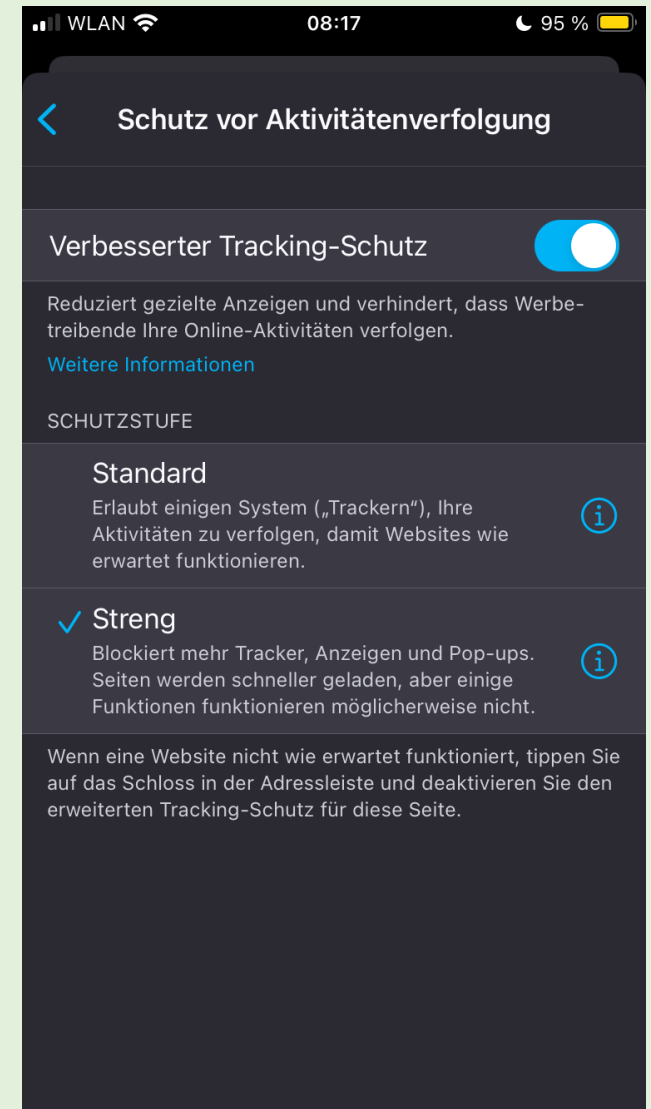 WLAN 08:17 95 %
Schutz vor Aktivitätenverfolgung
Verbesserter Tracking-Schutz
Reduziert gezielte Anzeigen und verhindert, dass Werbe-
treibende Ihre Online-Aktivitäten verfolgen.
Weitere Informationen
SCHUTZSTUFE
Standard
Erlaubt einigen System („Trackern“), Ihre
Aktivitäten zu verfolgen, damit Websites wie
erwartet funktionieren.
Streng
Blockiert mehr Tracker, Anzeigen und Pop-ups.
Seiten werden schneller geladen, aber einige
Funktionen funktionieren möglicherweise nicht.
Wenn eine Website nicht wie erwartet funktioniert, tippen Sie
auf das Schloss in der Adressleiste und deaktivieren Sie den
erweiterten Tracking-Schutz für diese Seite.